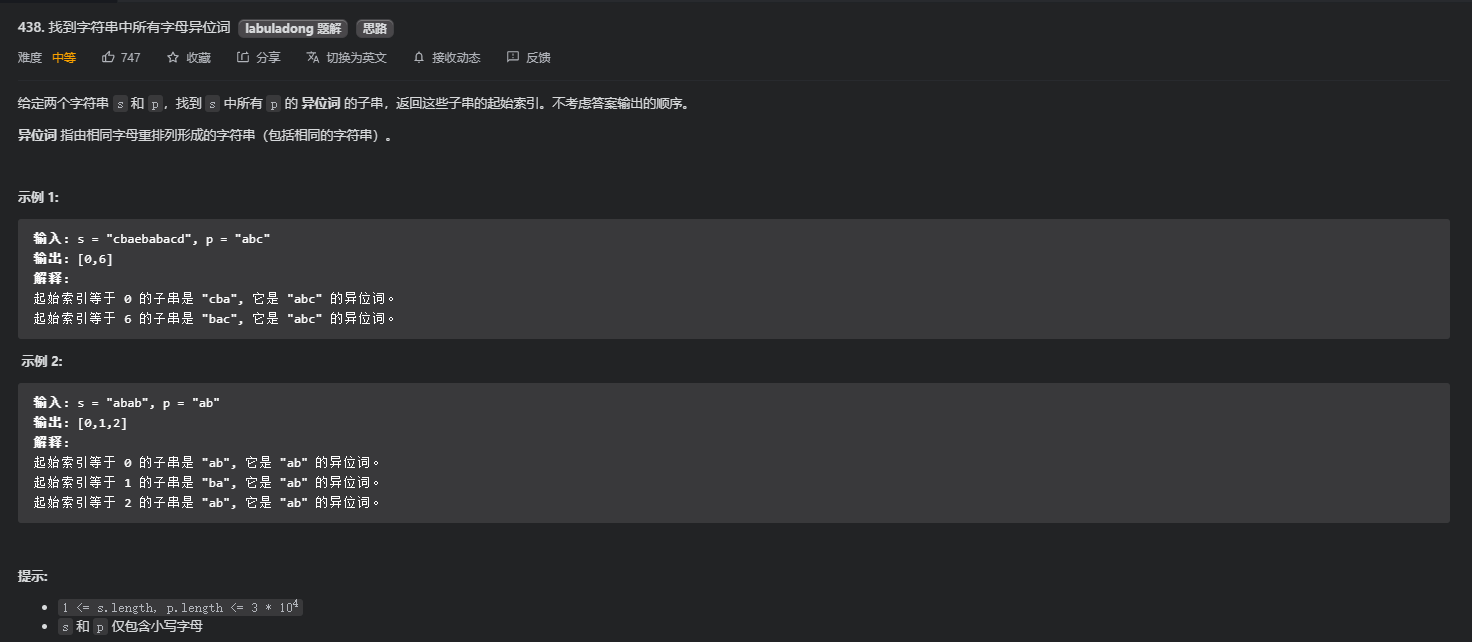 438. 找到字符串中所有字母异位词 labuladong 题解 思路
难度 中等 747 收藏 分享 切换为英文 接收动态 反馈
给定两个字符串 s 和 p，找到 s 中所有 p 的 异位词 的子串，返回这些子串的起始索引。不考虑答案输出的顺序。
异位词 指由相同字母重排列形成的字符串（包括相同的字符串）。
示例 1:
输入: s = "cbaebabacd", p = "abc"
输出: [0,6]
解释:
起始索引等于 0 的子串是 "cba", 它是 "abc" 的异位词。
起始索引等于 6 的子串是 "bac", 它是 "abc" 的异位词。
示例 2:
输入: s = "abab", p = "ab"
输出: [0,1,2]
解释:
起始索引等于 0 的子串是 "ab", 它是 "ab" 的异位词。
起始索引等于 1 的子串是 "ba", 它是 "ab" 的异位词。
起始索引等于 2 的子串是 "ab", 它是 "ab" 的异位词。
提示:
• 1 <= s.length, p.length <= 3 * 10⁴
• s 和 p 仅包含小写字母